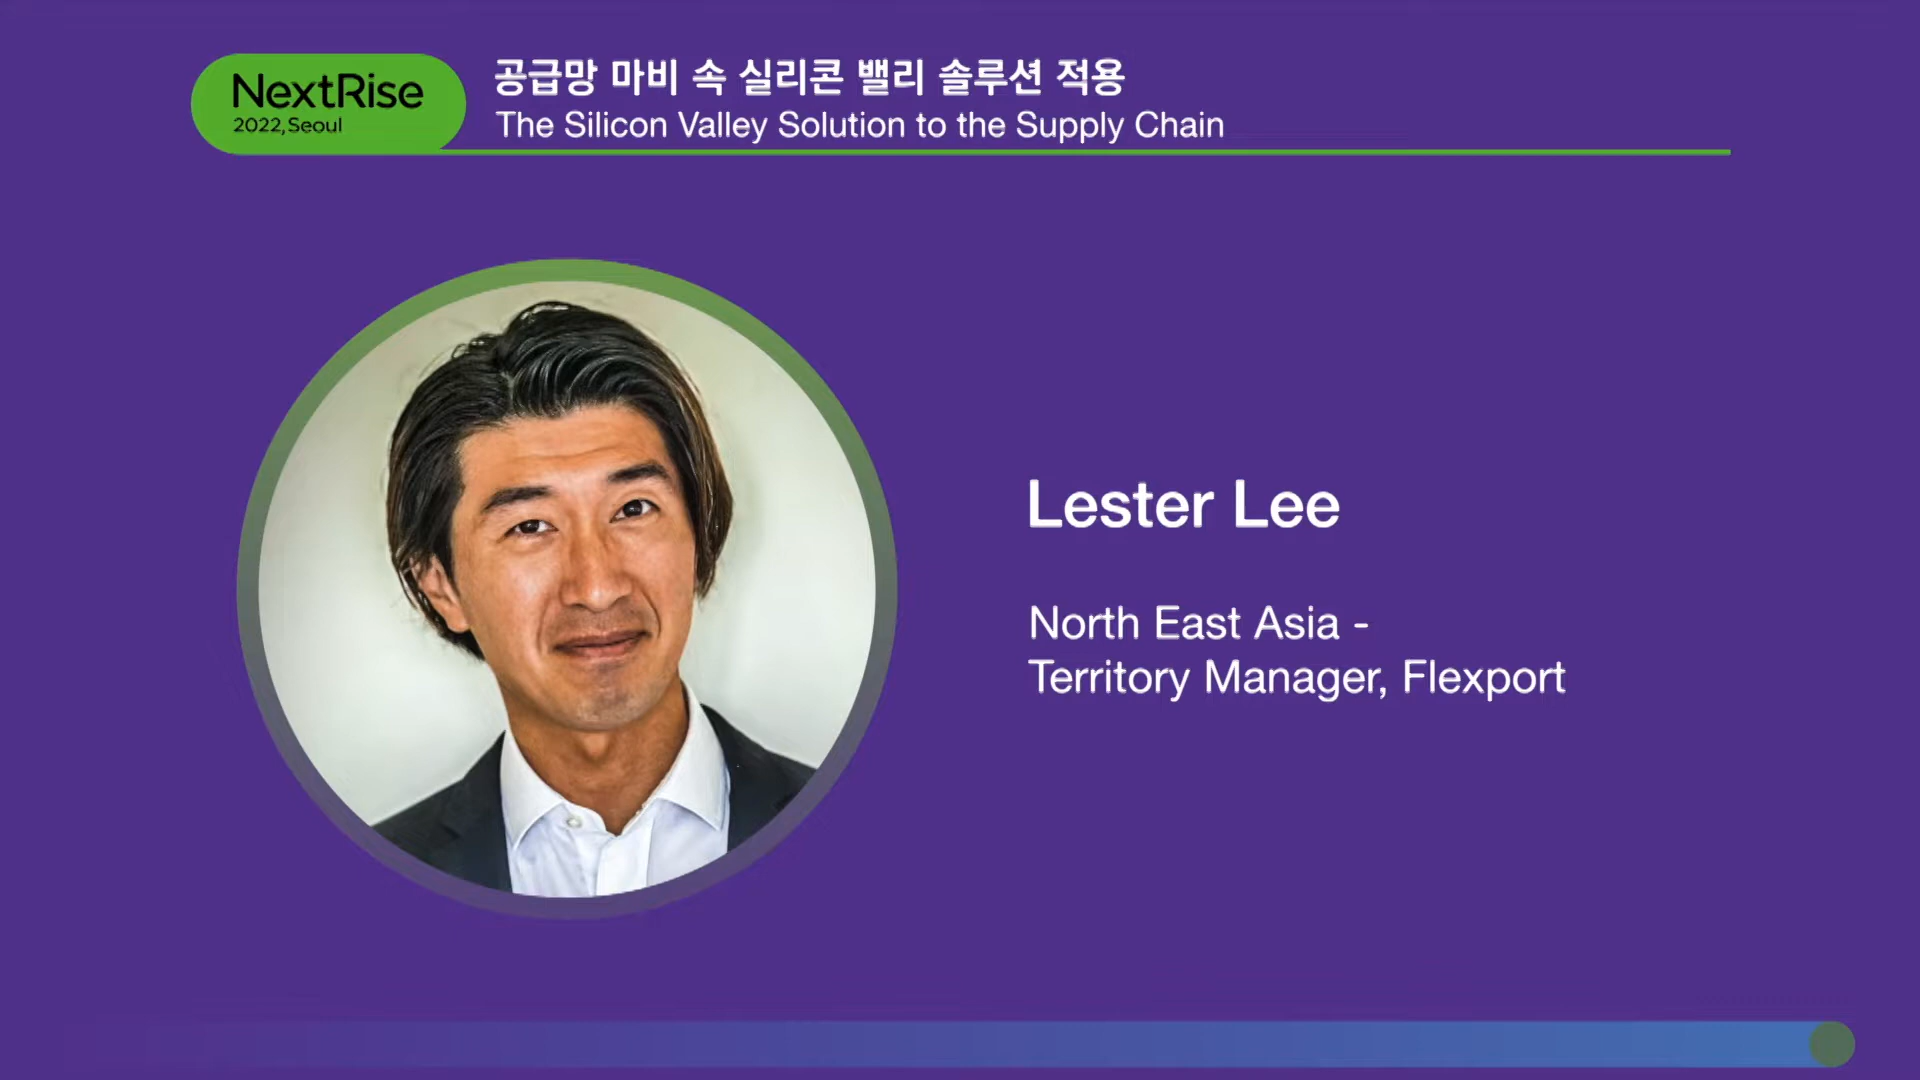 NextRise
2022, Seoul
공급망 마비 속 실리콘 밸리 솔루션 적용
The Silicon Valley Solution to the Supply Chain
Lester Lee
North East Asia -
Territory Manager, Flexport